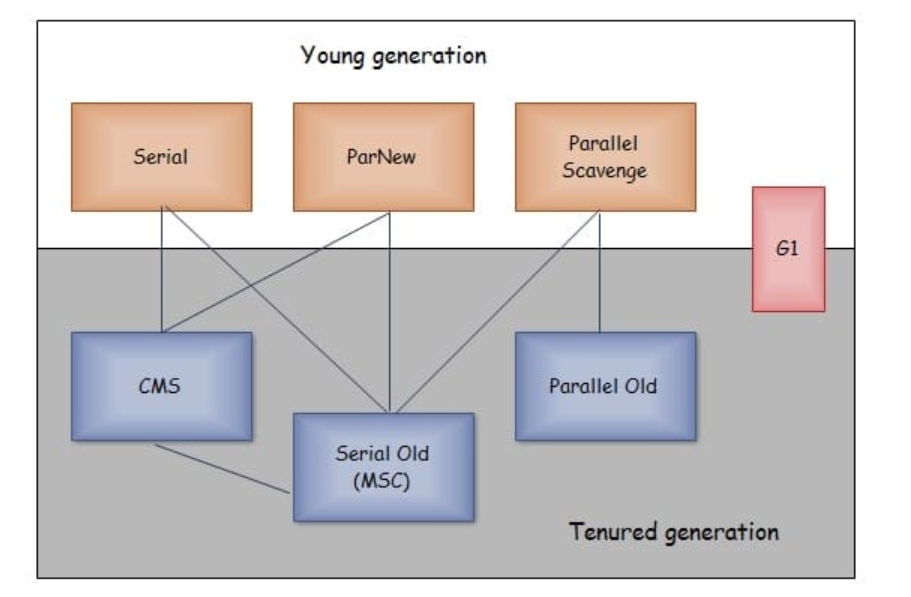 Young generation
Serial
ParNew
Parallel
Scavenge
G1
CMS
Parallel Old
Serial Old
(MSC)
Tenured generation